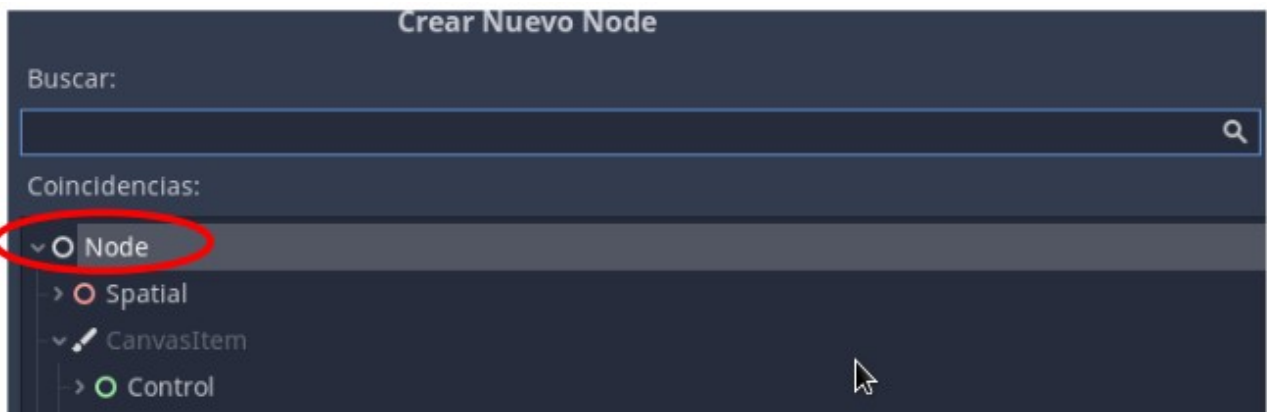 Crear Nuevo Node
Buscar:
Coincidencias:
Node
Spatial
CanvasItem
Control